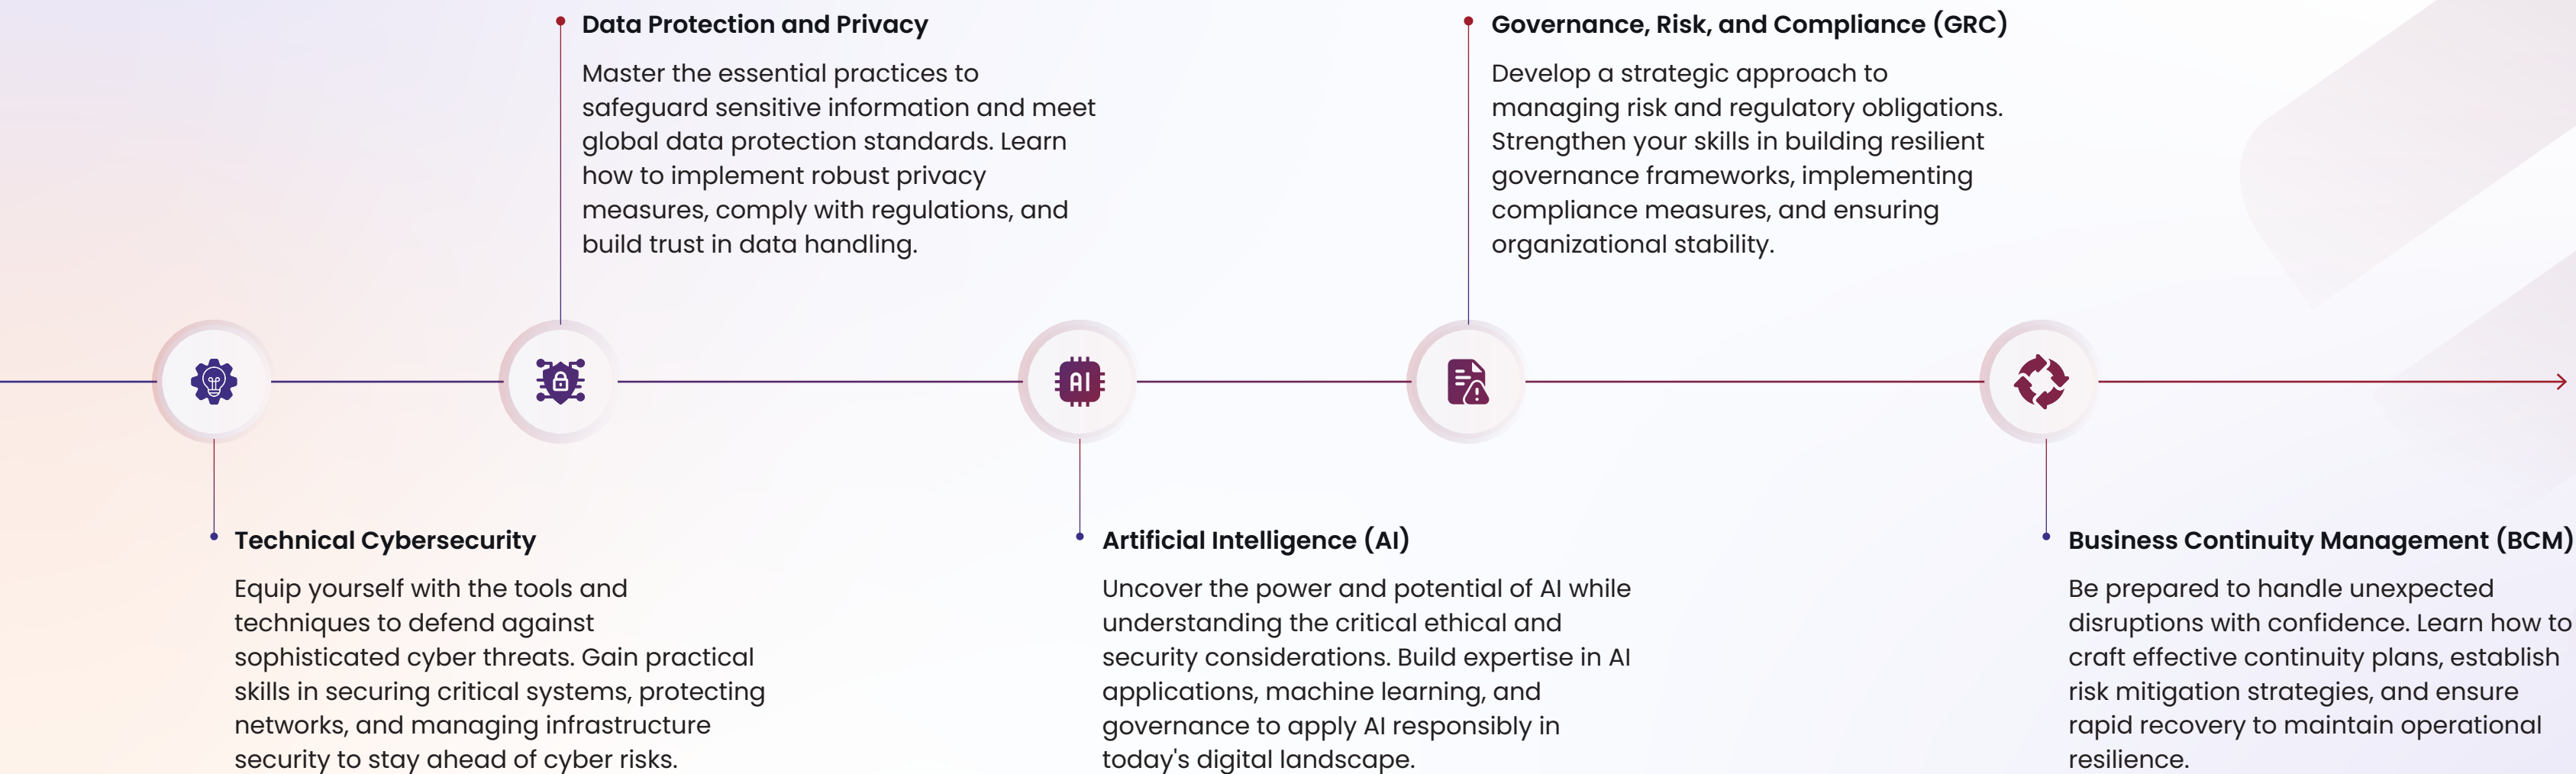 Data Protection and Privacy
Master the essential practices to
safeguard sensitive information and meet
global data protection standards. Learn
how to implement robust privacy
measures, comply with regulations, and
build trust in data handling.
Governance, Risk, and Compliance (GRC)
Develop a strategic approach to
managing risk and regulatory obligations.
Strengthen your skills in building resilient
governance frameworks, implementing
compliance measures, and ensuring
organizational stability.
AI
Technical Cybersecurity
Equip yourself with the tools and
techniques to defend against
sophisticated cyber threats. Gain practical
skills in securing critical systems, protecting
networks, and managing infrastructure
security to stay ahead of cyber risks.
Artificial Intelligence (AI)
Uncover the power and potential of AI while
understanding the critical ethical and
security considerations. Build expertise in AI
applications, machine learning, and
governance to apply AI responsibly in
today's digital landscape.
Business Continuity Management (BCM)
Be prepared to handle unexpected
disruptions with confidence. Learn how to
craft effective continuity plans, establish
risk mitigation strategies, and ensure
rapid recovery to maintain operational
resilience.